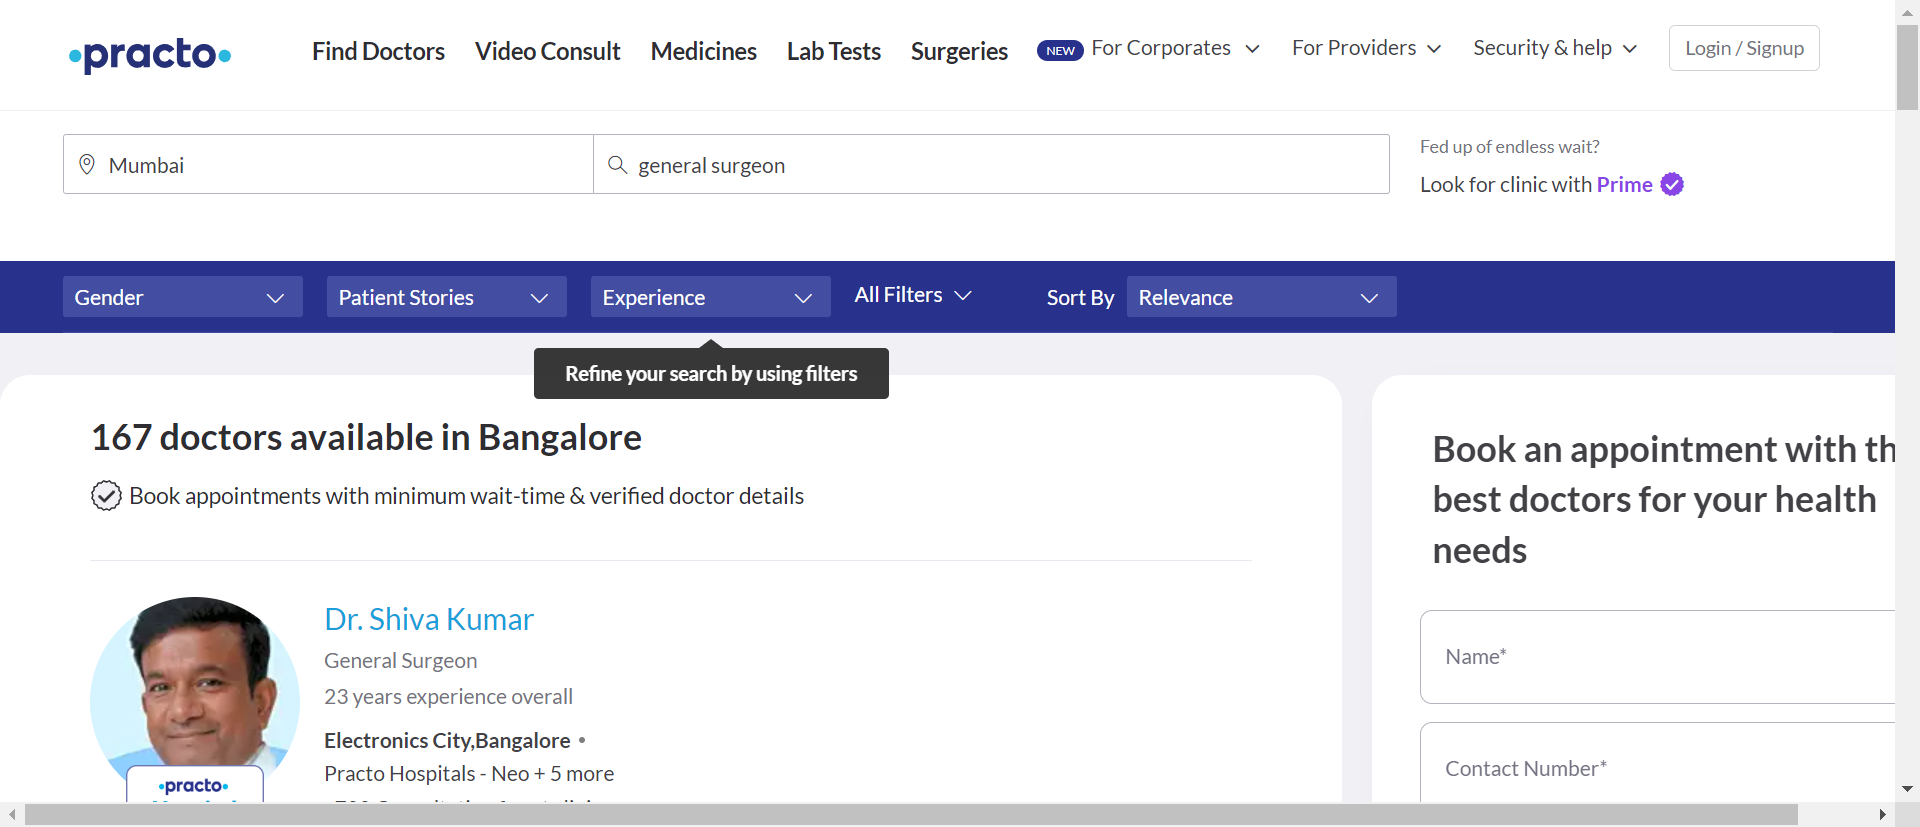 practo
Find Doctors Video Consult Medicines Lab Tests Surgeries NEW For Corporates For Providers Security & help Login / Signup
Mumbai
general surgeon
Fed up of endless wait?
Look for clinic with Prime
Gender Patient Stories Experience All Filters Sort By Relevance
Refine your search by using filters
167 doctors available in Bangalore
Book appointments with minimum wait-time & verified doctor details
Dr. Shiva Kumar
General Surgeon
23 years experience overall
Electronics City,Bangalore •
Practo Hospitals - Neo + 5 more
practo
Book an appointment with th
best doctors for your health
needs
Name*
Contact Number*